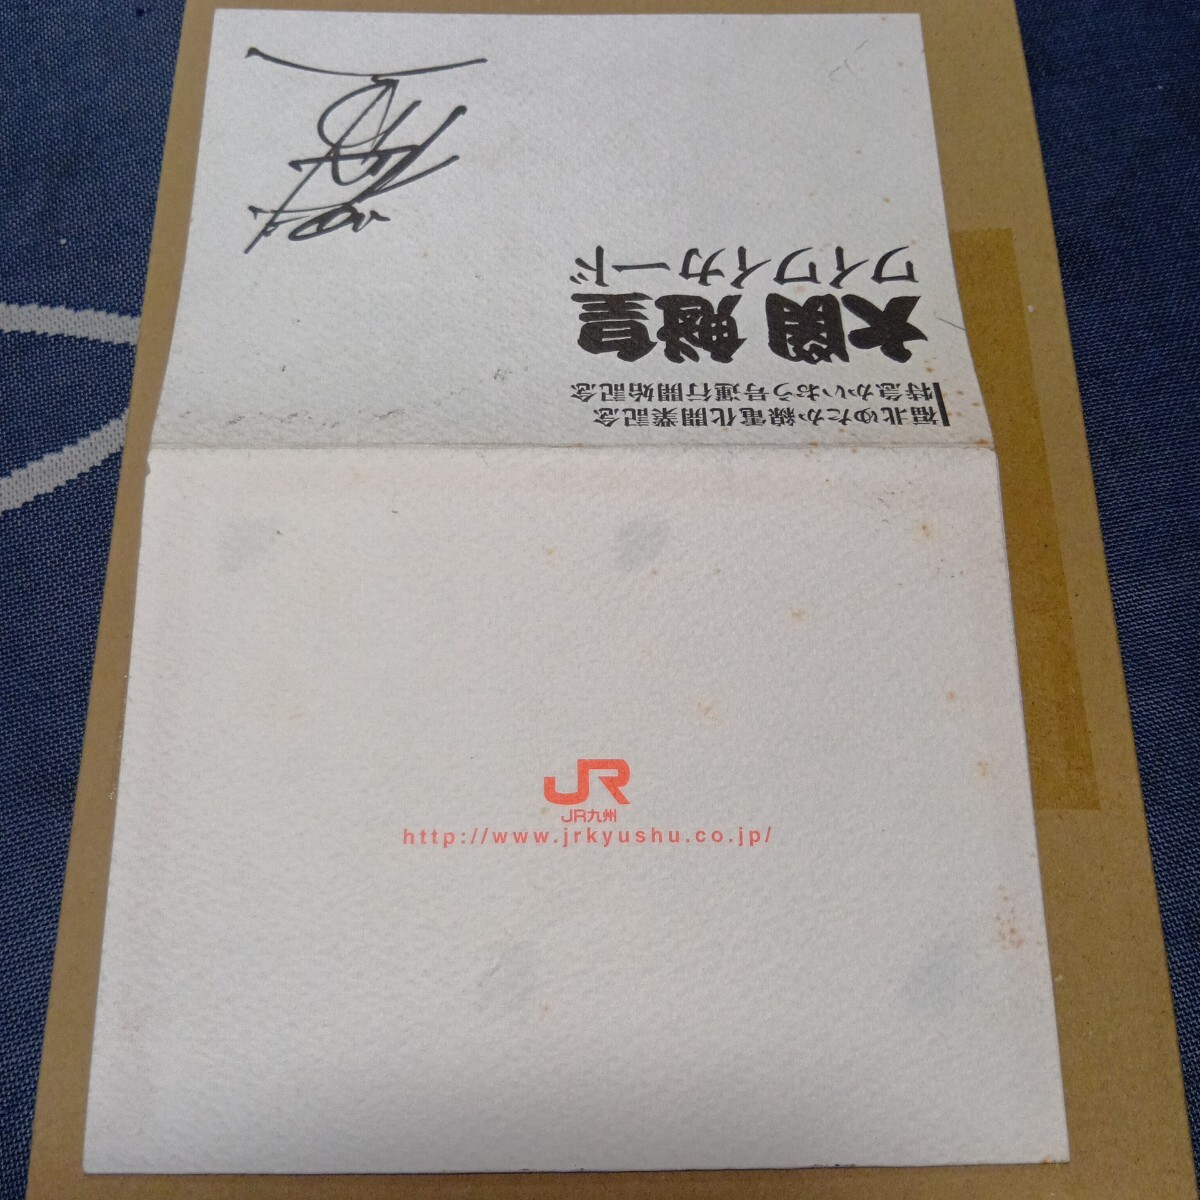 福北ゆたか線電化開業記念
特急かいおう号運行開始記念
大関 魁皇
ワイワイカード
JR
JR九州
http://www.jrkyushu.co.jp/